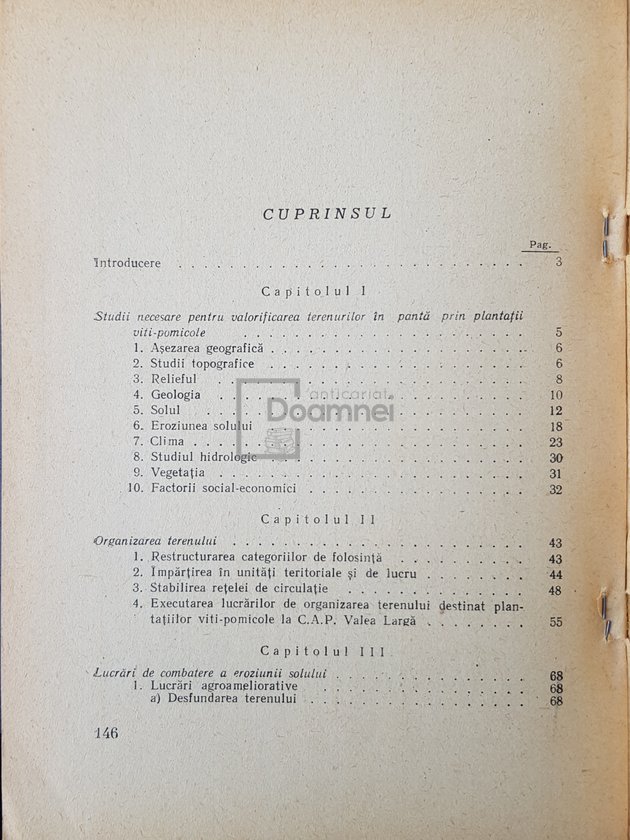 CUPRINSUL
Pag.
Introducere . . . . . . . . . . . . . . . . . . . . . . . . . . 3
Capitolul I
Studii necesare pentru valorificarea terenurilor în pantă prin plantații
viti-pomicole . . . . . . . . . . . . . . . . . . . . . 5
1. Așezarea geografică . . . . . . . . . . . . . . . . . . . 6
2. Studii topografice . . . . . . . . . . . . . . . . . . . 6
3. Relieful . . . . . . . . . . . . . . . . . . . . . . . 8
4. Geologia . . . . . . . . . . . . . . . . . . . . . . . 10
5. Solul . . . . . . . . . . . . . . . . . . . . . . . . 12
6. Eroziunea solului . . . . . . . . . . . . . . . . . . . 18
7. Clima . . . . . . . . . . . . . . . . . . . . . . . . 23
8. Studiul hidrologic . . . . . . . . . . . . . . . . . . . 30
9. Vegetația . . . . . . . . . . . . . . . . . . . . . . . 31
10. Factorii social-economici . . . . . . . . . . . . . . . . 32
anticariat
Doamnei
Capitolul II
Organizarea terenului . . . . . . . . . . . . . . . . . . . . . 43
1. Restructurarea categoriilor de folosință . . . . . . . . . . 43
2. Împărțirea în unități teritoriale și de lucru . . . . . . . . 44
3. Stabilirea rețelei de circulație . . . . . . . . . . . . . . 48
4. Executarea lucrărilor de organizarea terenului destinat plan-
tațiilor viti-pomicole la C.A.P. Valea Largă . . . . . . . 55
Capitolul III
Lucrări de combatere a eroziunii solului . . . . . . . . . . . . . 68
1. Lucrări agroameliorative . . . . . . . . . . . . . . . . 68
a) Desfundarea terenului . . . . . . . . . . . . . . . . 68
146